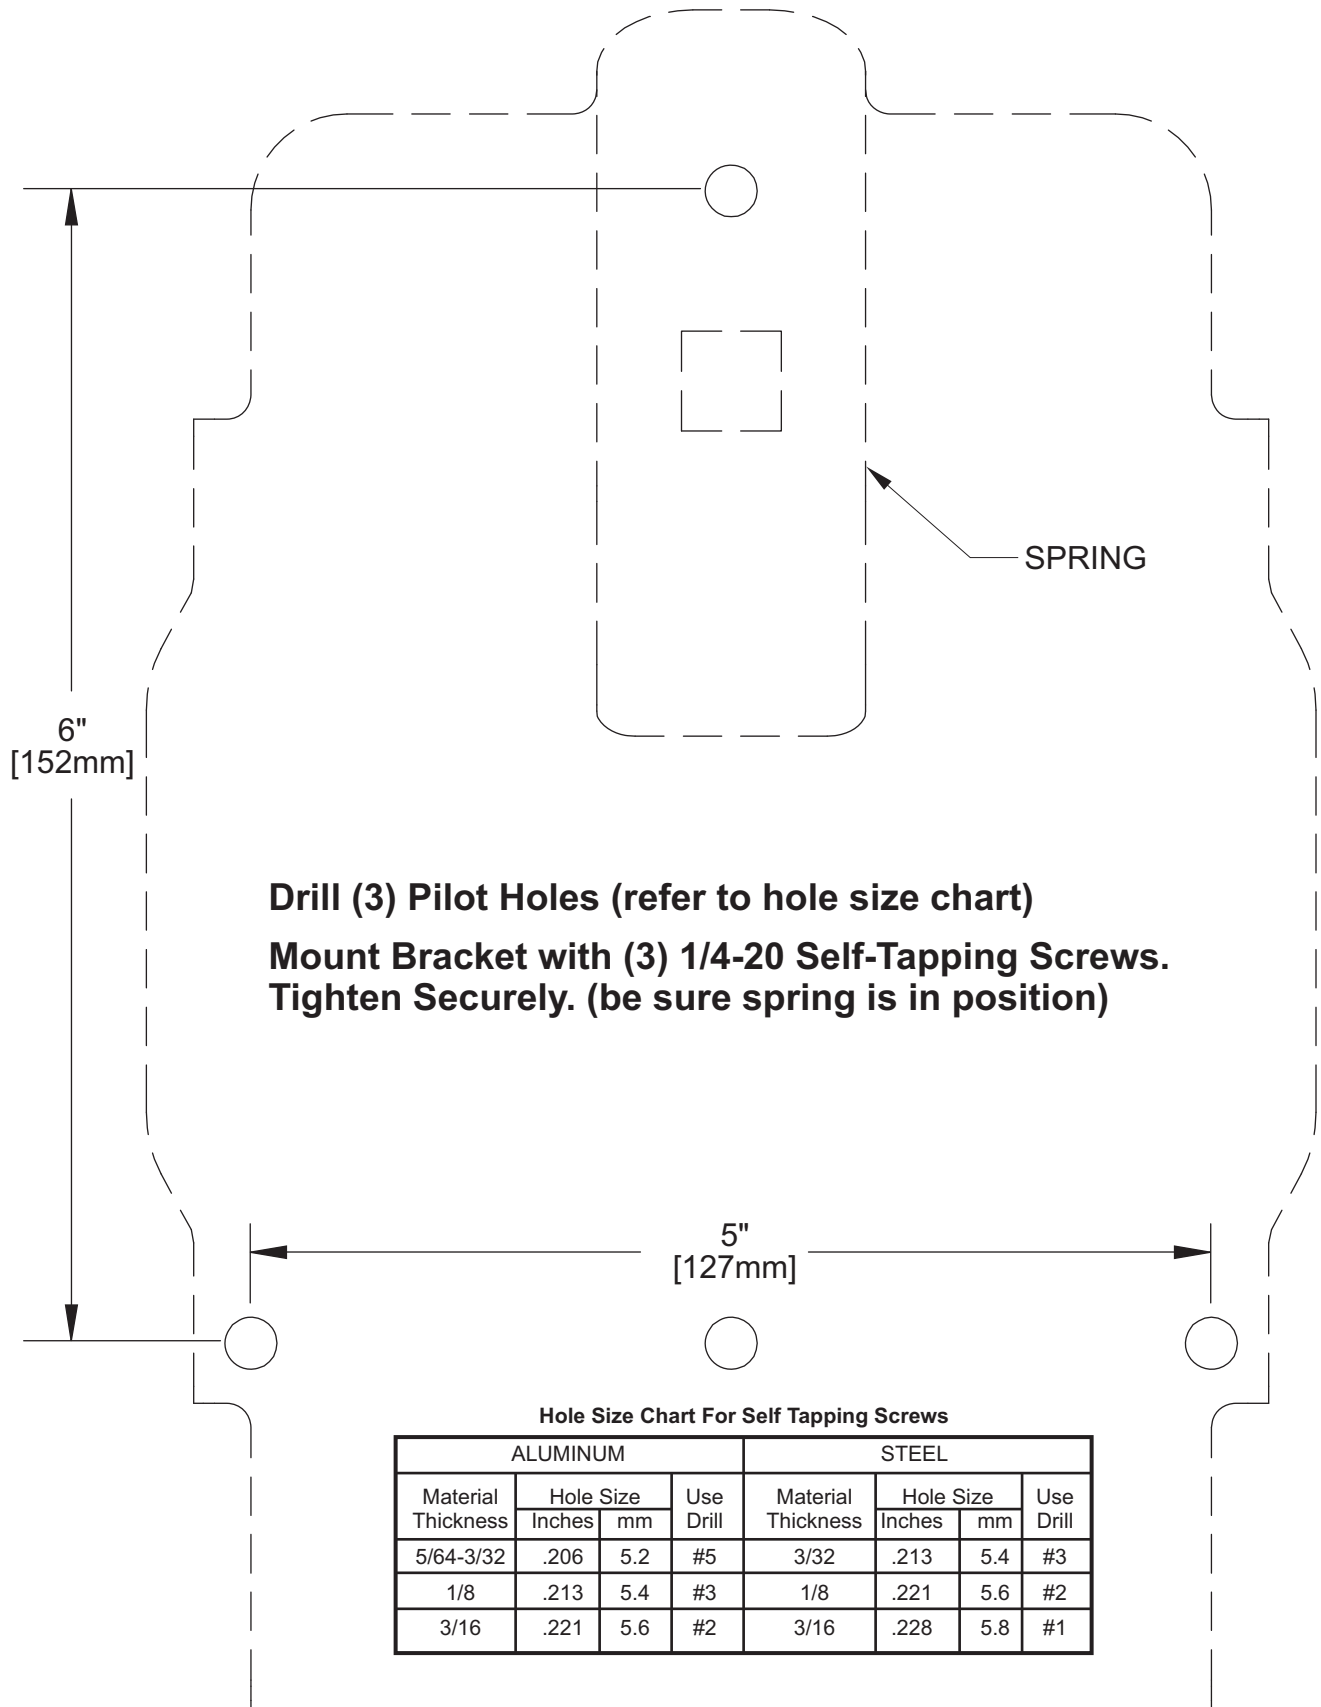 SPRING
6"
[152mm]
Drill (3) Pilot Holes (refer to hole size chart)
Mount Bracket with (3) 1/4-20 Self-Tapping Screws.
Tighten Securely. (be sure spring is in position)
5"
[127mm]
Hole Size Chart For Self Tapping Screws
ALUMINUM STEEL
Material Hole Size Use Material Hole Size Use
Thickness Inches mm Drill Thickness Inches mm Drill
5/64-3/32 .206 5.2 #5 3/32 .213 5.4 #3
1/8 .213 5.4 #3 1/8 .221 5.6 #2
3/16 .221 5.6 #2 3/16 .228 5.8 #1